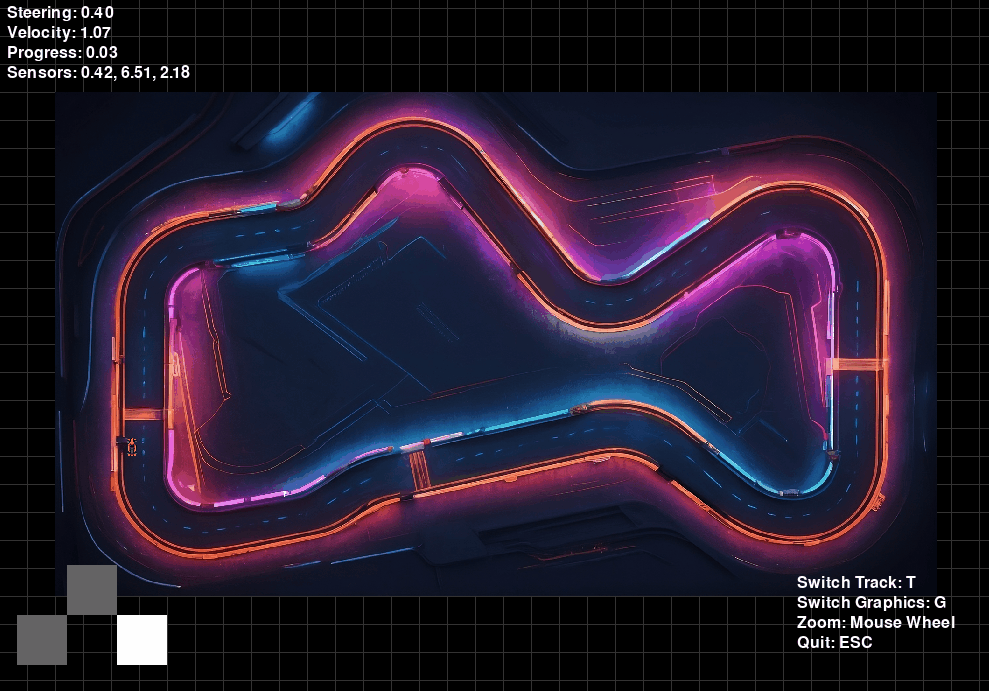 Steering: 0.40
Velocity: 1.07
Progress: 0.03
Sensors: 0.42, 6.51, 2.18
Switch Track: T
Switch Graphics: G
Zoom: Mouse Wheel
Quit: ESC